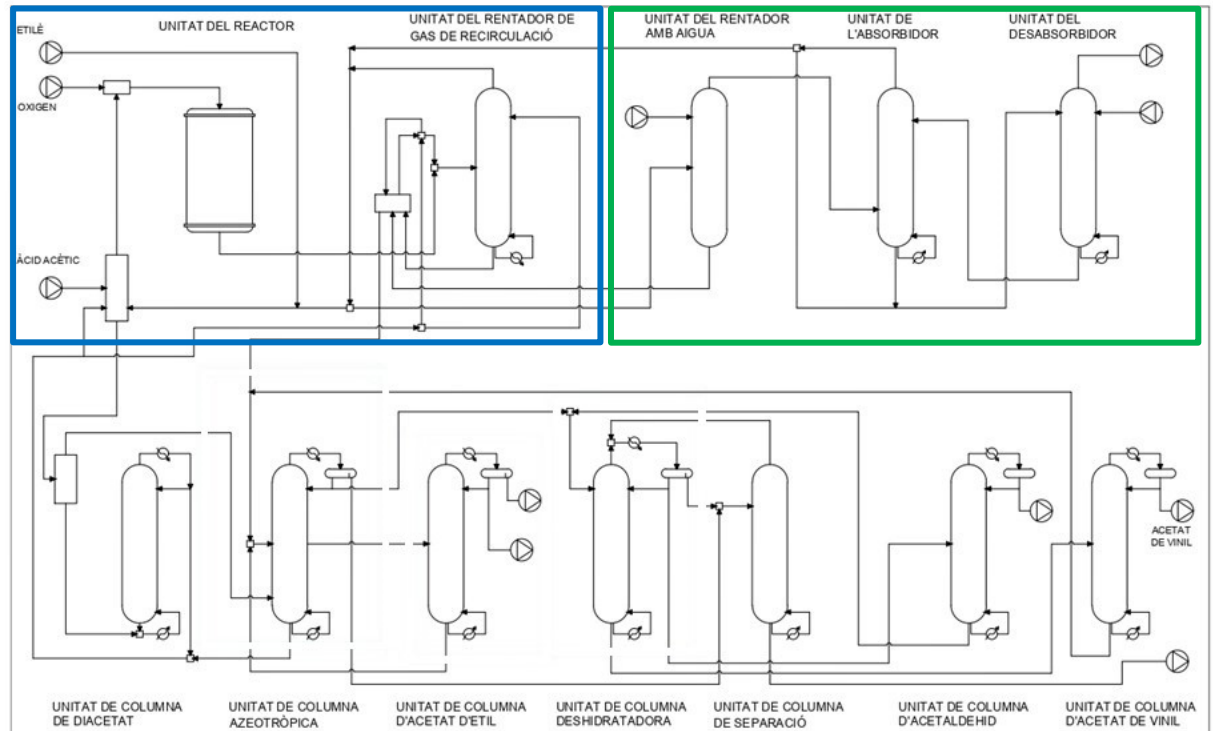 ETILÈ
UNITAT DEL REACTOR
UNITAT DEL RENTADOR DE
GAS DE RECIRCULACIÓ
UNITAT DEL RENTADOR
AMB AIGUA
UNITAT DE
L'ABSORBIDOR
UNITAT DEL
DESABSORBIDOR
OXIGEN
ÀCID ACÈTIC
ACETAT
DE VINIL
UNITAT DE COLUMNA
DE DIACETAT
UNITAT DE COLUMNA
AZEOTRÒPICA
UNITAT DE COLUMNA
D'ACETAT D'ETIL
UNITAT DE COLUMNA
DESHIDRATADORA
UNITAT DE COLUMNA
DE SEPARACIÓ
UNITAT DE COLUMNA
D'ACETALDEHID
UNITAT DE COLUMNA
D'ACETAT DE VINIL